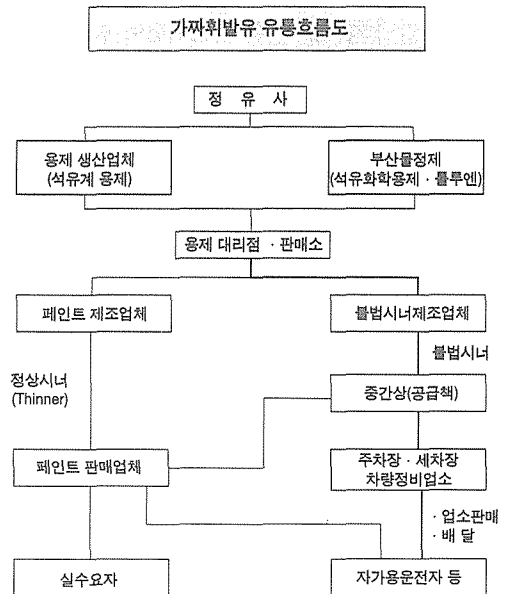 가짜휘발유 유통흐름도
정 유 사
용제 생산업체
(석유계 용제)
부산물정제
(석유화학용제 · 톨루엔)
용제 대리점 · 판매소
페인트 제조업체
불법시너제조업체
불법시너
정상시너
(Thinner)
중간상(공급책)
페인트 판매업체
주차장 · 세차장
차량정비업소
· 업소판매
· 배 달
실수요자
자가용운전자 등